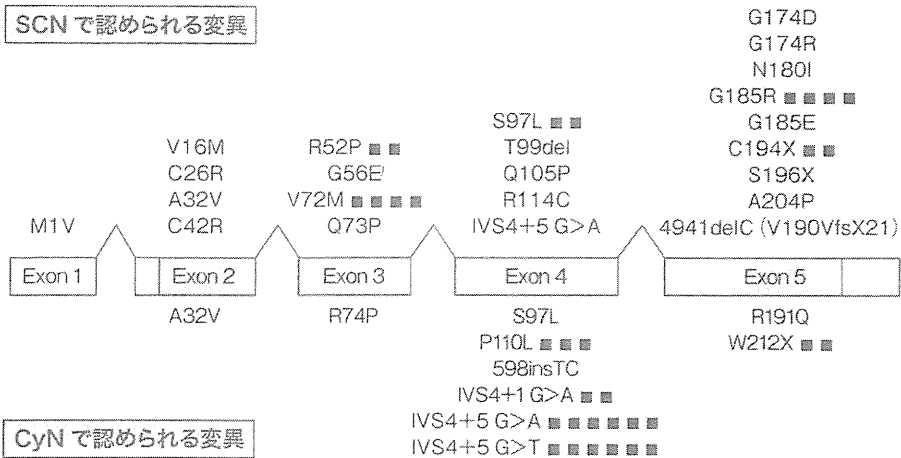 SCN で認められる変異
M1V
V16M
C26R
A32V
C42R
R52P ■ ■
G56E
V72M ■ ■ ■ ■
Q73P
S97L ■ ■
T99del
Q105P
R114C
IVS4+5 G>A
G174D
G174R
N180I
G185R ■ ■ ■ ■
G185E
C194X ■ ■
S196X
A204P
4941delC (V190VfsX21)
Exon 1
Exon 2
Exon 3
Exon 4
Exon 5
A32V
R74P
S97L
P110L ■ ■ ■
598insTC
IVS4+1 G>A ■ ■
IVS4+5 G>A ■ ■ ■ ■ ■ ■
IVS4+5 G>T ■ ■ ■ ■ ■ ■
R191Q
W212X ■ ■
CyN で認められる変異